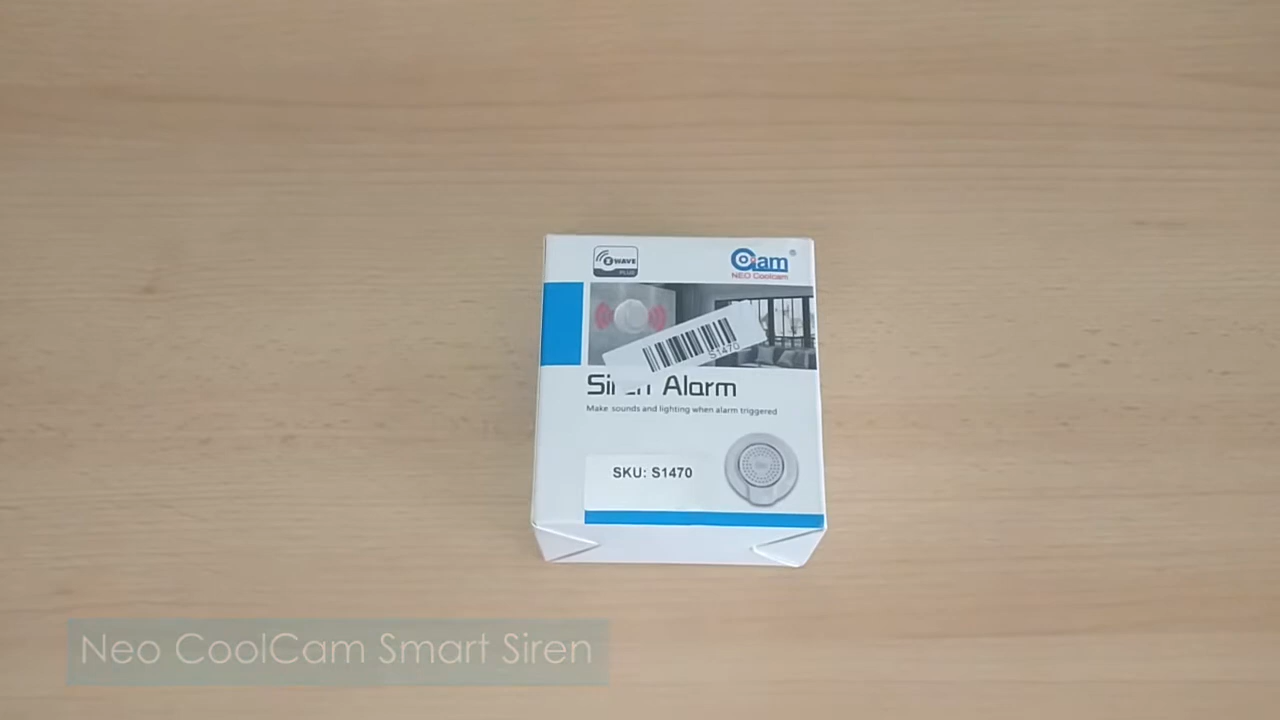 Z WAVE
PLUS
NEO Coolcam
S1470
Alarm
Make sounds and lighting when alarm triggered
SKU: S1470
Neo CoolCam Smart Siren